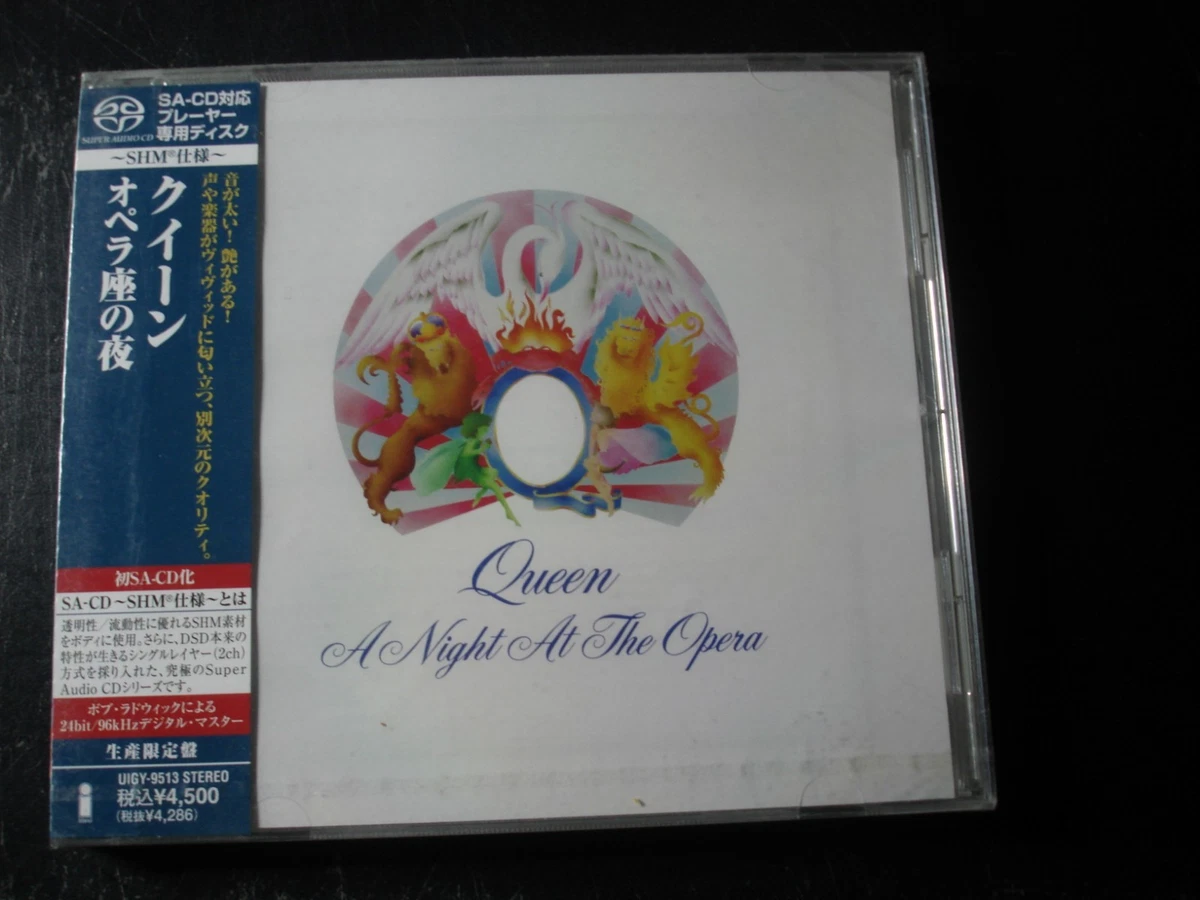 SUPER AUDIO CD
SA-CD対応
プレーヤー
専用ディスク
~SHM®仕様~
音が太い!艶がある!
声や楽器がヴィヴィッドに匂い立つ、別次元のクオリティ。
クイーン
オペラ座の夜
初SA-CD化
SA-CD~SHM®仕様~とは
透明性/流動性に優れるSHM素材
をボディに使用。さらに、DSD本来の
特性が生きるシングルレイヤー(2ch)
方式を採り入れた、究極のSuper
Audio CDシリーズです。
ボブ・ラドウィックによる
24bit/96kHzデジタル・マスター
生産限定盤
UIGY-9513 STEREO
税込¥4,500
(税抜¥4,286)
Queen
A Night At The Opera